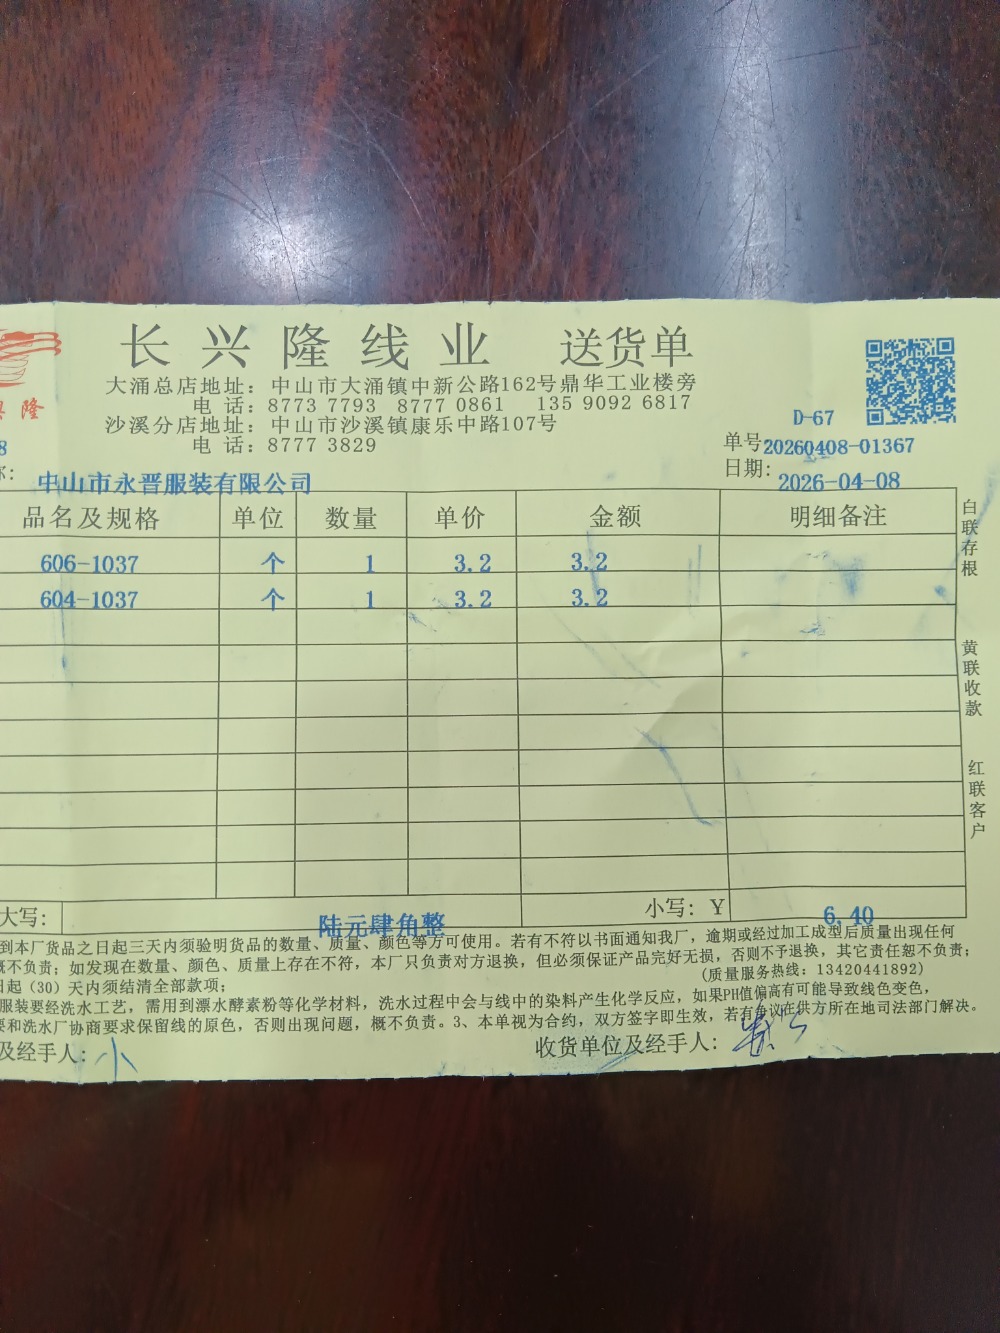 长兴隆线业 送货单
大涌总店地址：中山市大涌镇中新公路162号鼎华工业楼旁
电 话：8773 7793 8777 0861 135 9092 6817
沙溪分店地址：中山市沙溪镇康乐中路107号
电 话：8777 3829
隆
D-67
8
单号:20260408-01367
日期: 2026-04-08
: 中山市永晋服装有限公司
品名及规格 单位 数量 单价 金额 明细备注
606-1037 个 1 3.2 3.2
604-1037 个 1 3.2 3.2
白联存根
黄联收款
红联客户
大写: 陆元肆角整 小写: Y 6.40
到本厂货品之日起三天内须验明货品的数量、质量、颜色等方可使用。若有不符以书面通知我厂，逾期或经过加工成型后质量出现任何
概不负责；如发现在数量、颜色、质量上存在不符，本厂只负责对方退换，但必须保证产品完好无损，否则不予退换，其它责任恕不负责；
日起（30）天内须结清全部款项； (质量服务热线：13420441892)
服装要经洗水工艺，需用到漂水酵素粉等化学材料，洗水过程中会与线中的染料产生化学反应，如果PH值偏高有可能导致线色变色，
要和洗水厂协商要求保留线的原色，否则出现问题，概不负责。3、本单视为合约，双方签字即生效，若有争议在供方所在地司法部门解决。
及经手人: 小 收货单位及经手人: